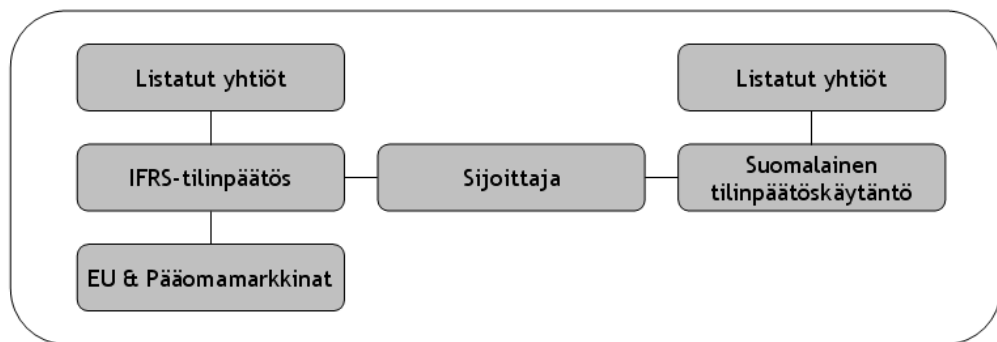 Listatut yhtiöt
Listatut yhtiöt
IFRS-tilinpäätös
Sijoittaja
Suomalainen
tilinpäätöskäytäntö
EU & Pääomamarkkinat